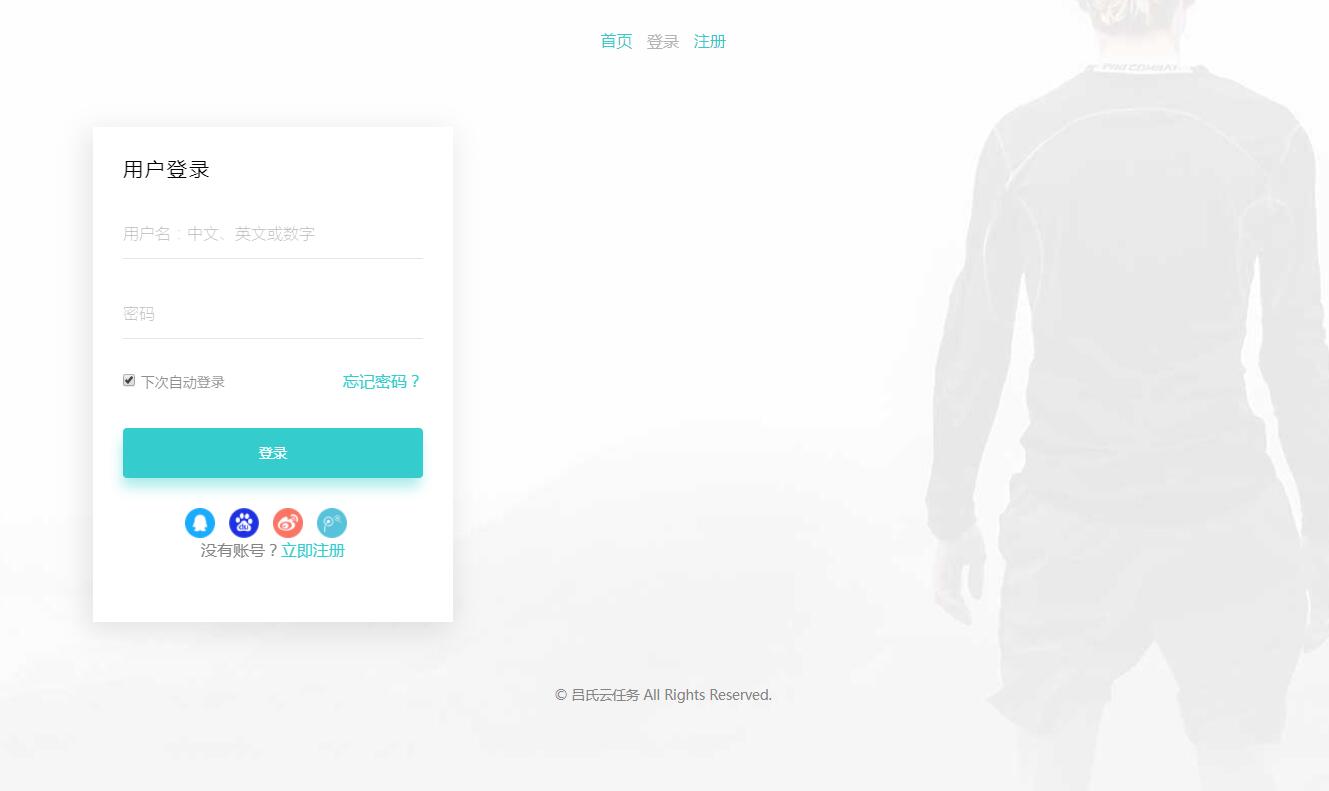 首页 登录 注册
用户登录
用户名：中文、英文或数字
密码
下次自动登录 忘记密码？
登录
du
没有账号？立即注册
© 吕氏云任务 All Rights Reserved.